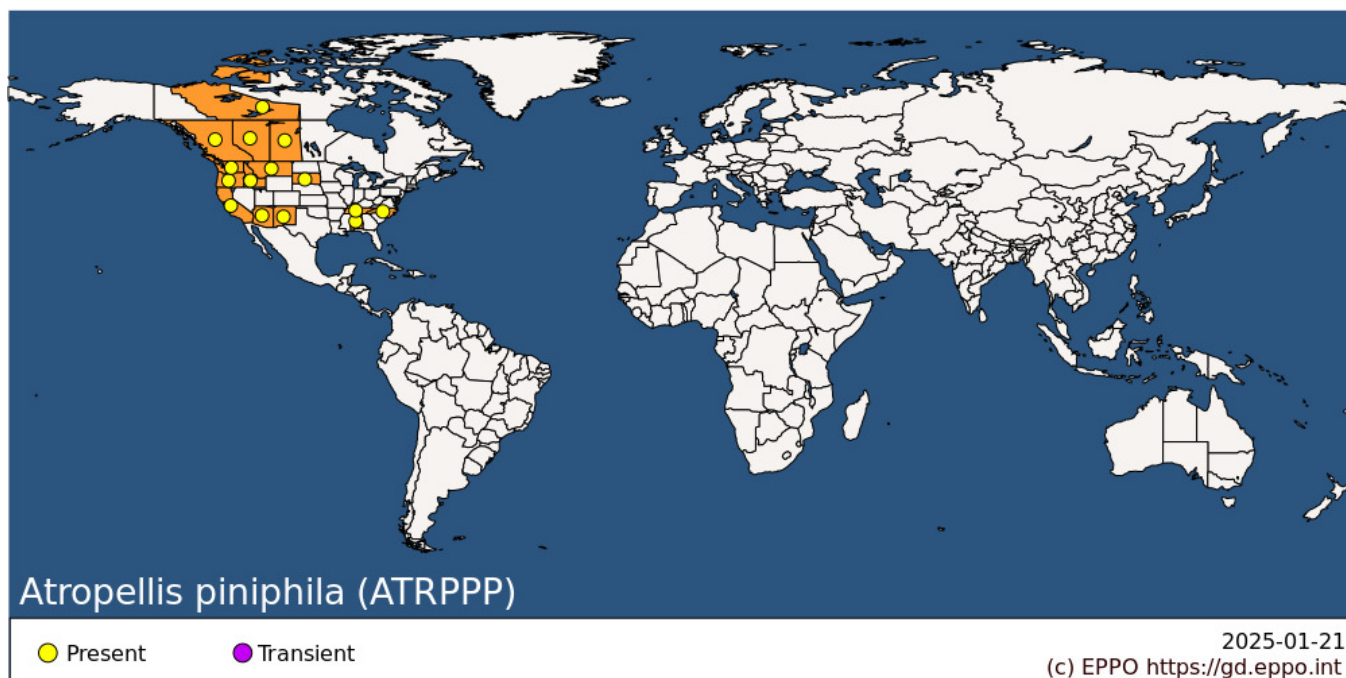 Atropellis piniphila (ATRPPP)
Present
Transient
2025-01-21
(c) EPPO https://gd.eppo.int